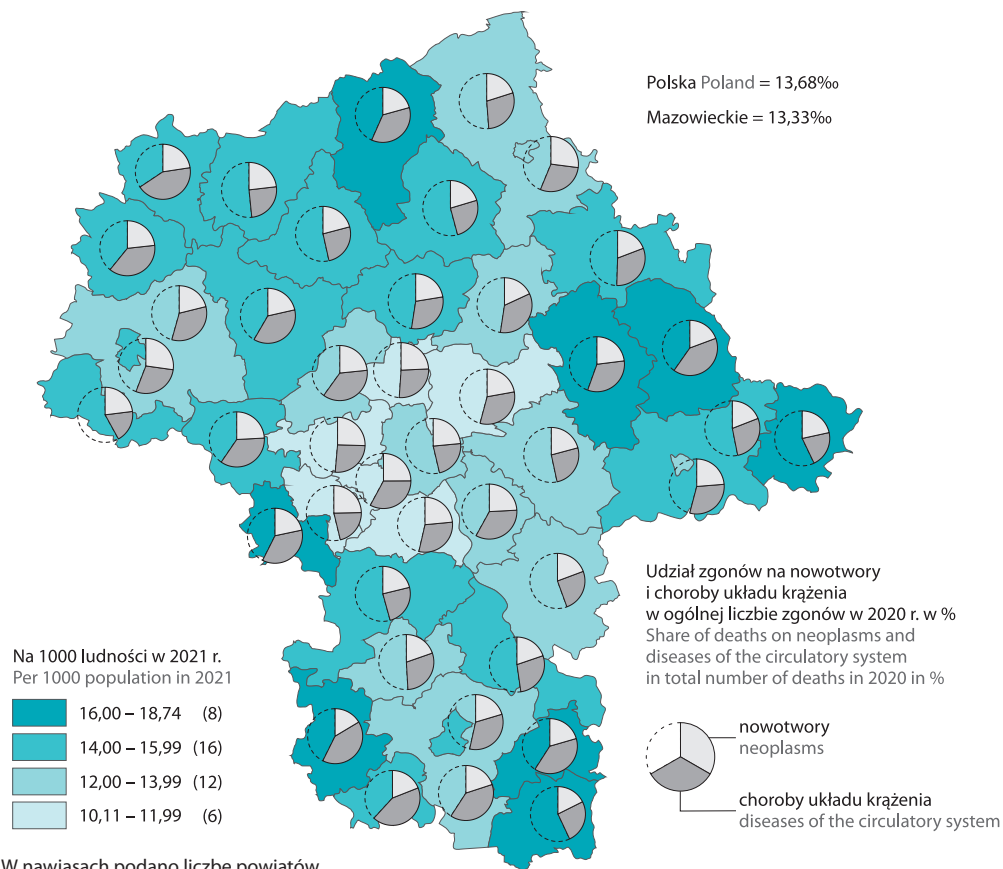 Polska Poland = 13,68‰
Mazowieckie = 13,33‰
Udział zgonów na nowotwory
i choroby układu krążenia
w ogólnej liczbie zgonów w 2020 r. w %
Share of deaths on neoplasms and
diseases of the circulatory system
in total number of deaths in 2020 in %
nowotwory
neoplasms
choroby układu krążenia
diseases of the circulatory system
Na 1000 ludności w 2021 r.
Per 1000 population in 2021
16,00 – 18,74 (8)
14,00 – 15,99 (16)
12,00 – 13,99 (12)
10,11 – 11,99 (6)
W nawiasach podano liczbę powiatów